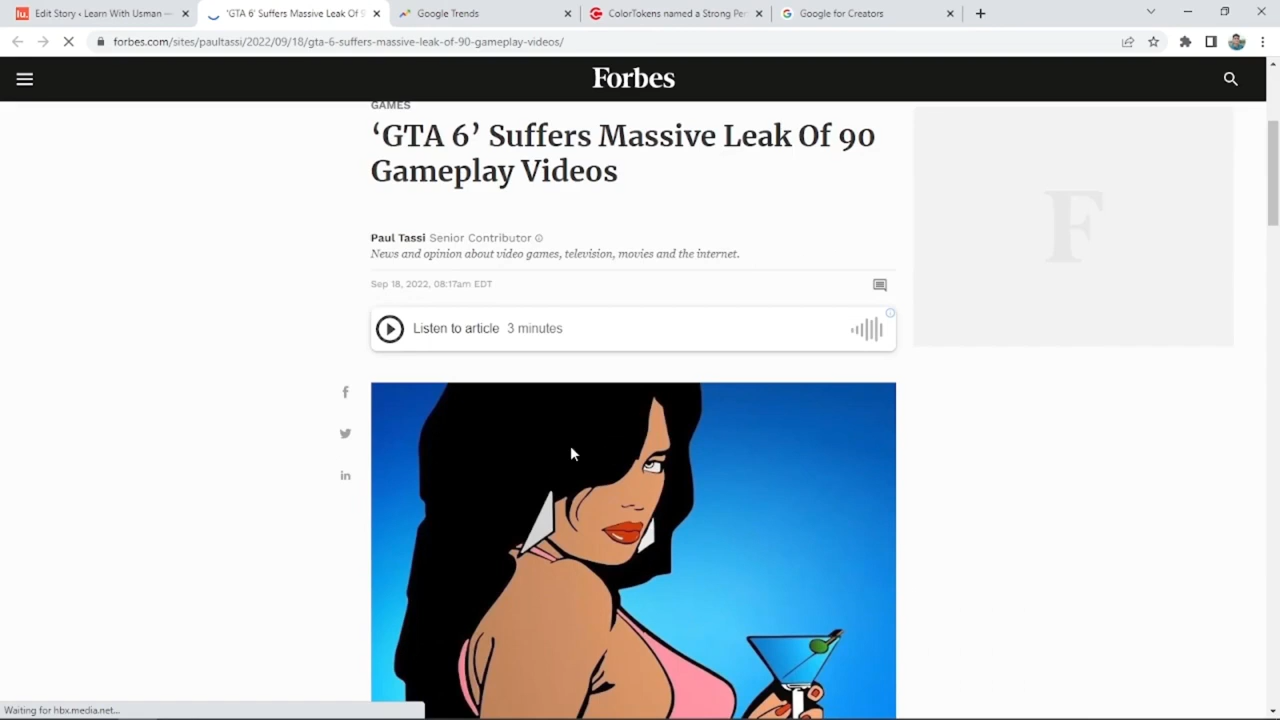 Edit Story ‹ Learn With Usman —
'GTA 6' Suffers Massive Leak Of 9
Google Trends
ColorTokens named a Strong Per
Google for Creators
forbes.com/sites/paultassi/2022/09/18/gta-6-suffers-massive-leak-of-90-gameplay-videos/
Forbes
GAMES
‘GTA 6’ Suffers Massive Leak Of 90
Gameplay Videos
Paul Tassi Senior Contributor
News and opinion about video games, television, movies and the internet.
Sep 18, 2022, 08:17am EDT
Listen to article 3 minutes
F
Waiting for hbx.media.net...